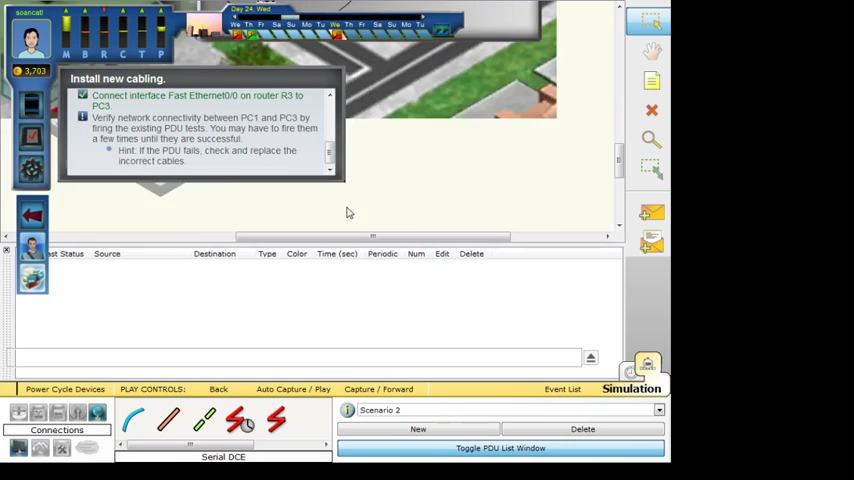 soancatl
Day 24, Wed
We Th Fr Sa Su Mo Tu We Th Fr Sa Su Mo Tu
M B R C T P
3,703
Install new cabling.
Connect interface Fast Ethernet0/0 on router R3 to
PC3.
Verify network connectivity between PC1 and PC3 by
firing the existing PDU tests. You may have to fire them
a few times until they are successful.
Hint: If the PDU fails, check and replace the
incorrect cables.
ast Status Source Destination Type Color Time (sec) Periodic Num Edit Delete
Power Cycle Devices PLAY CONTROLS: Back Auto Capture / Play Capture / Forward Event List Simulation
Scenario 2
Connections
New Delete
Toggle PDU List Window
Serial DCE